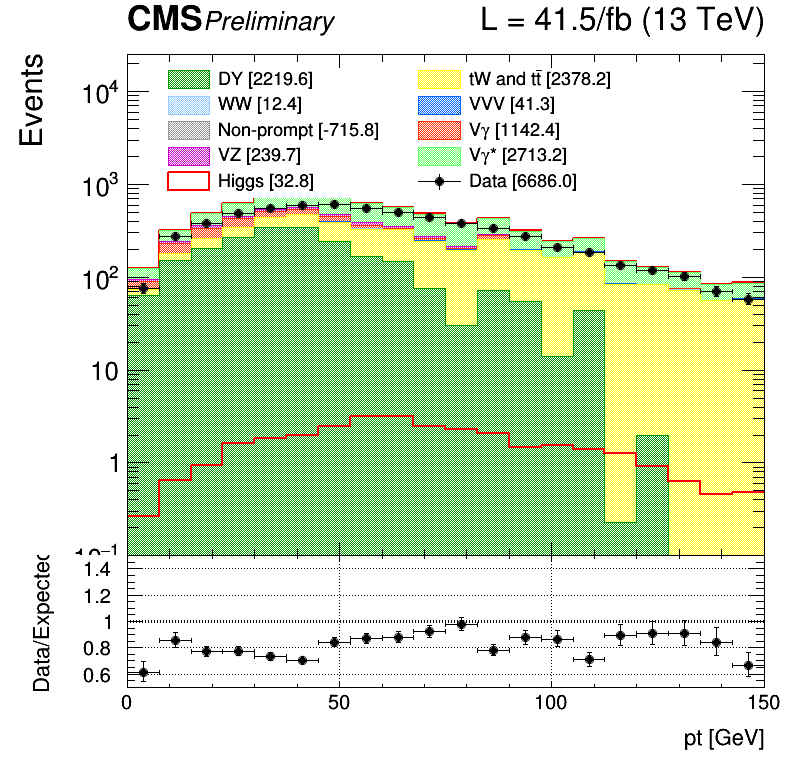 CMS Preliminary L = 41.5/fb (13 TeV)
Events
10⁴
10³
10²
10
1
10⁻¹
DY [2219.6]
WW [12.4]
Non-prompt [-715.8]
VZ [239.7]
Higgs [32.8]
tW and tt̄ [2378.2]
VVV [41.3]
Vγ [1142.4]
Vγ* [2713.2]
Data [6686.0]
Data/Expected
1.4
1.2
1
0.8
0.6
0 50 100 150
pt [GeV]